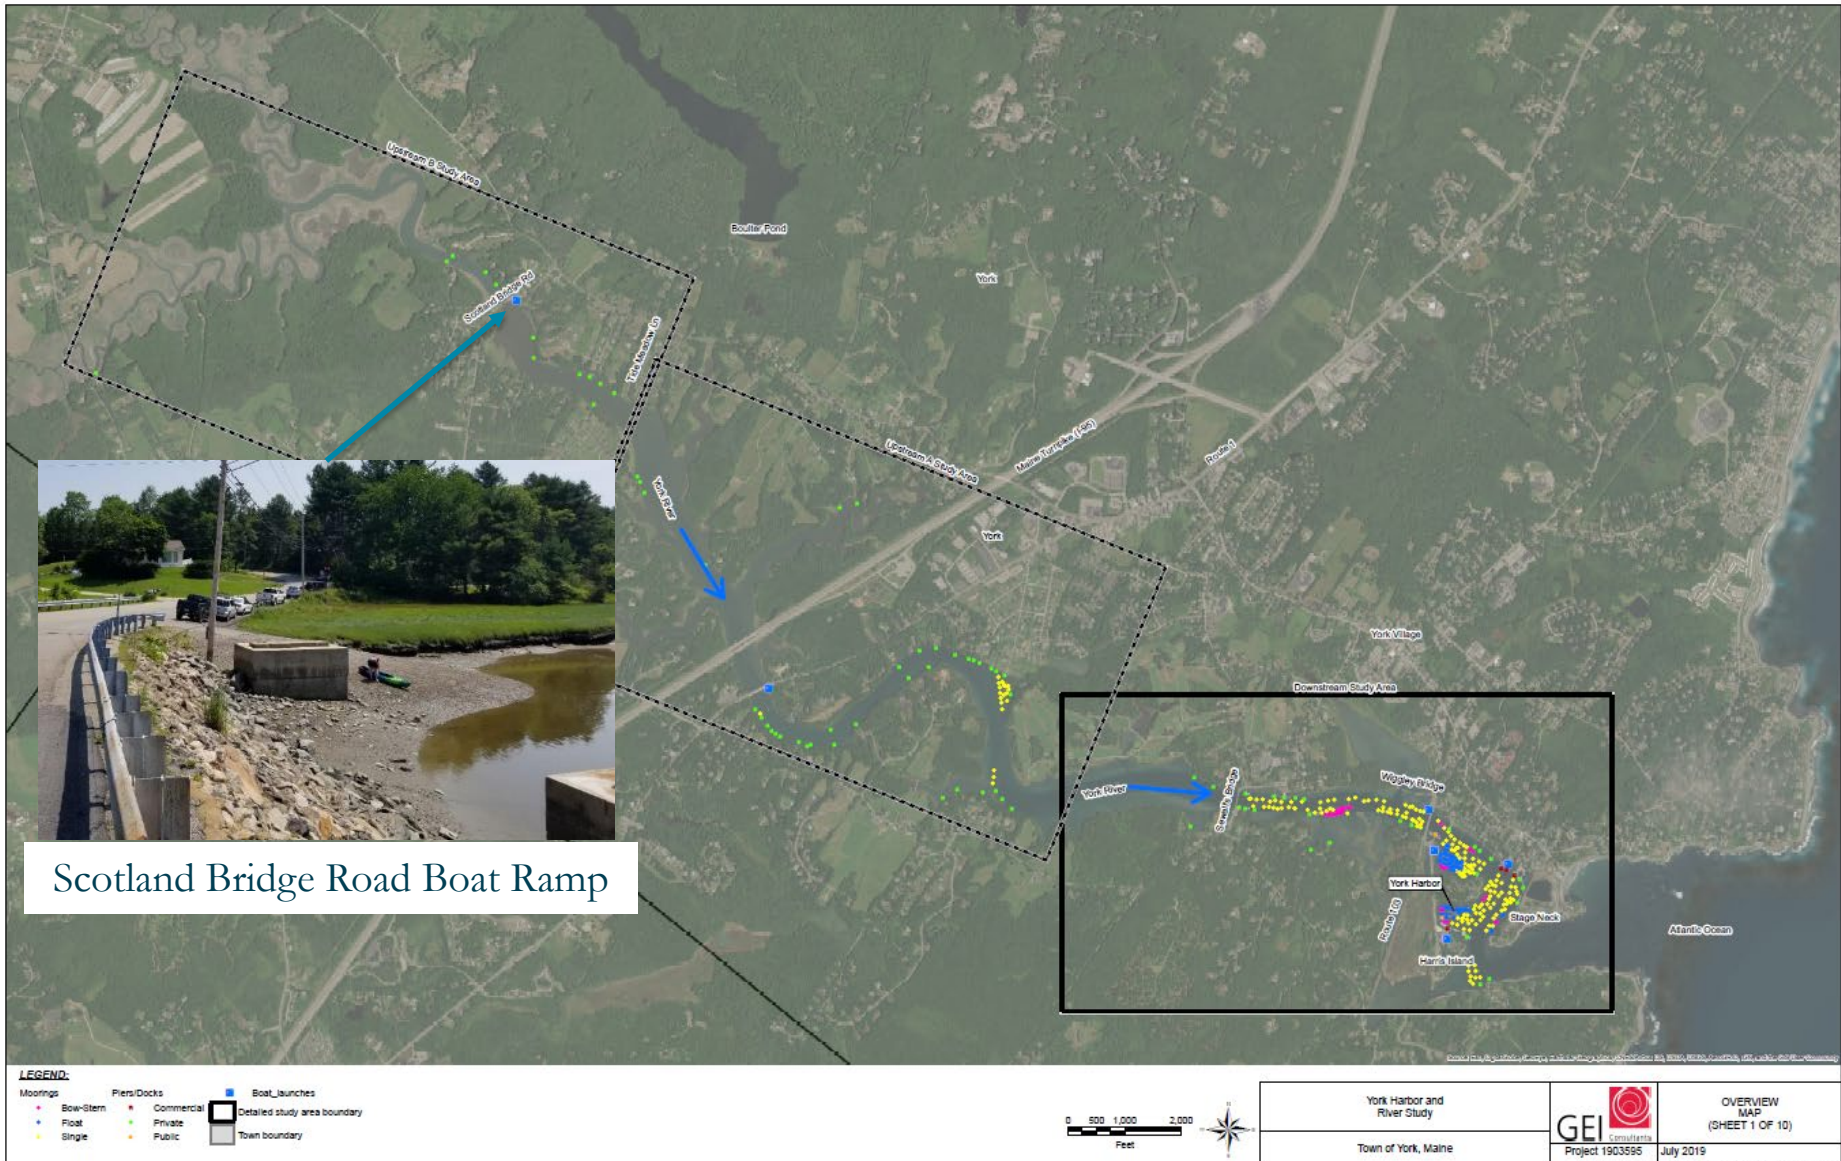 Upstream B Study Area
Boulter Pond
York
Scotland Bridge Rd
Tide Meadow Ln
Maine Turnpike (I-95)
Route 1
Upstream A Study Area
York River
York
York Village
Downstream Study Area
Wiggley Bridge
York River
Sewall's Bridge
York Harbor
Route 103
Stage Neck
Atlantic Ocean
Harris Island
Scotland Bridge Road Boat Ramp
LEGEND:
Moorings
Bow-Stern
Float
Single
Piers/Docks
Commercial
Private
Public
Boat_launches
Detailed study area boundary
Town boundary
0 500 1,000 2,000
Feet
York Harbor and
River Study
Town of York, Maine
GEI
Consultants
Project 1903595
OVERVIEW
MAP
(SHEET 1 OF 10)
July 2019